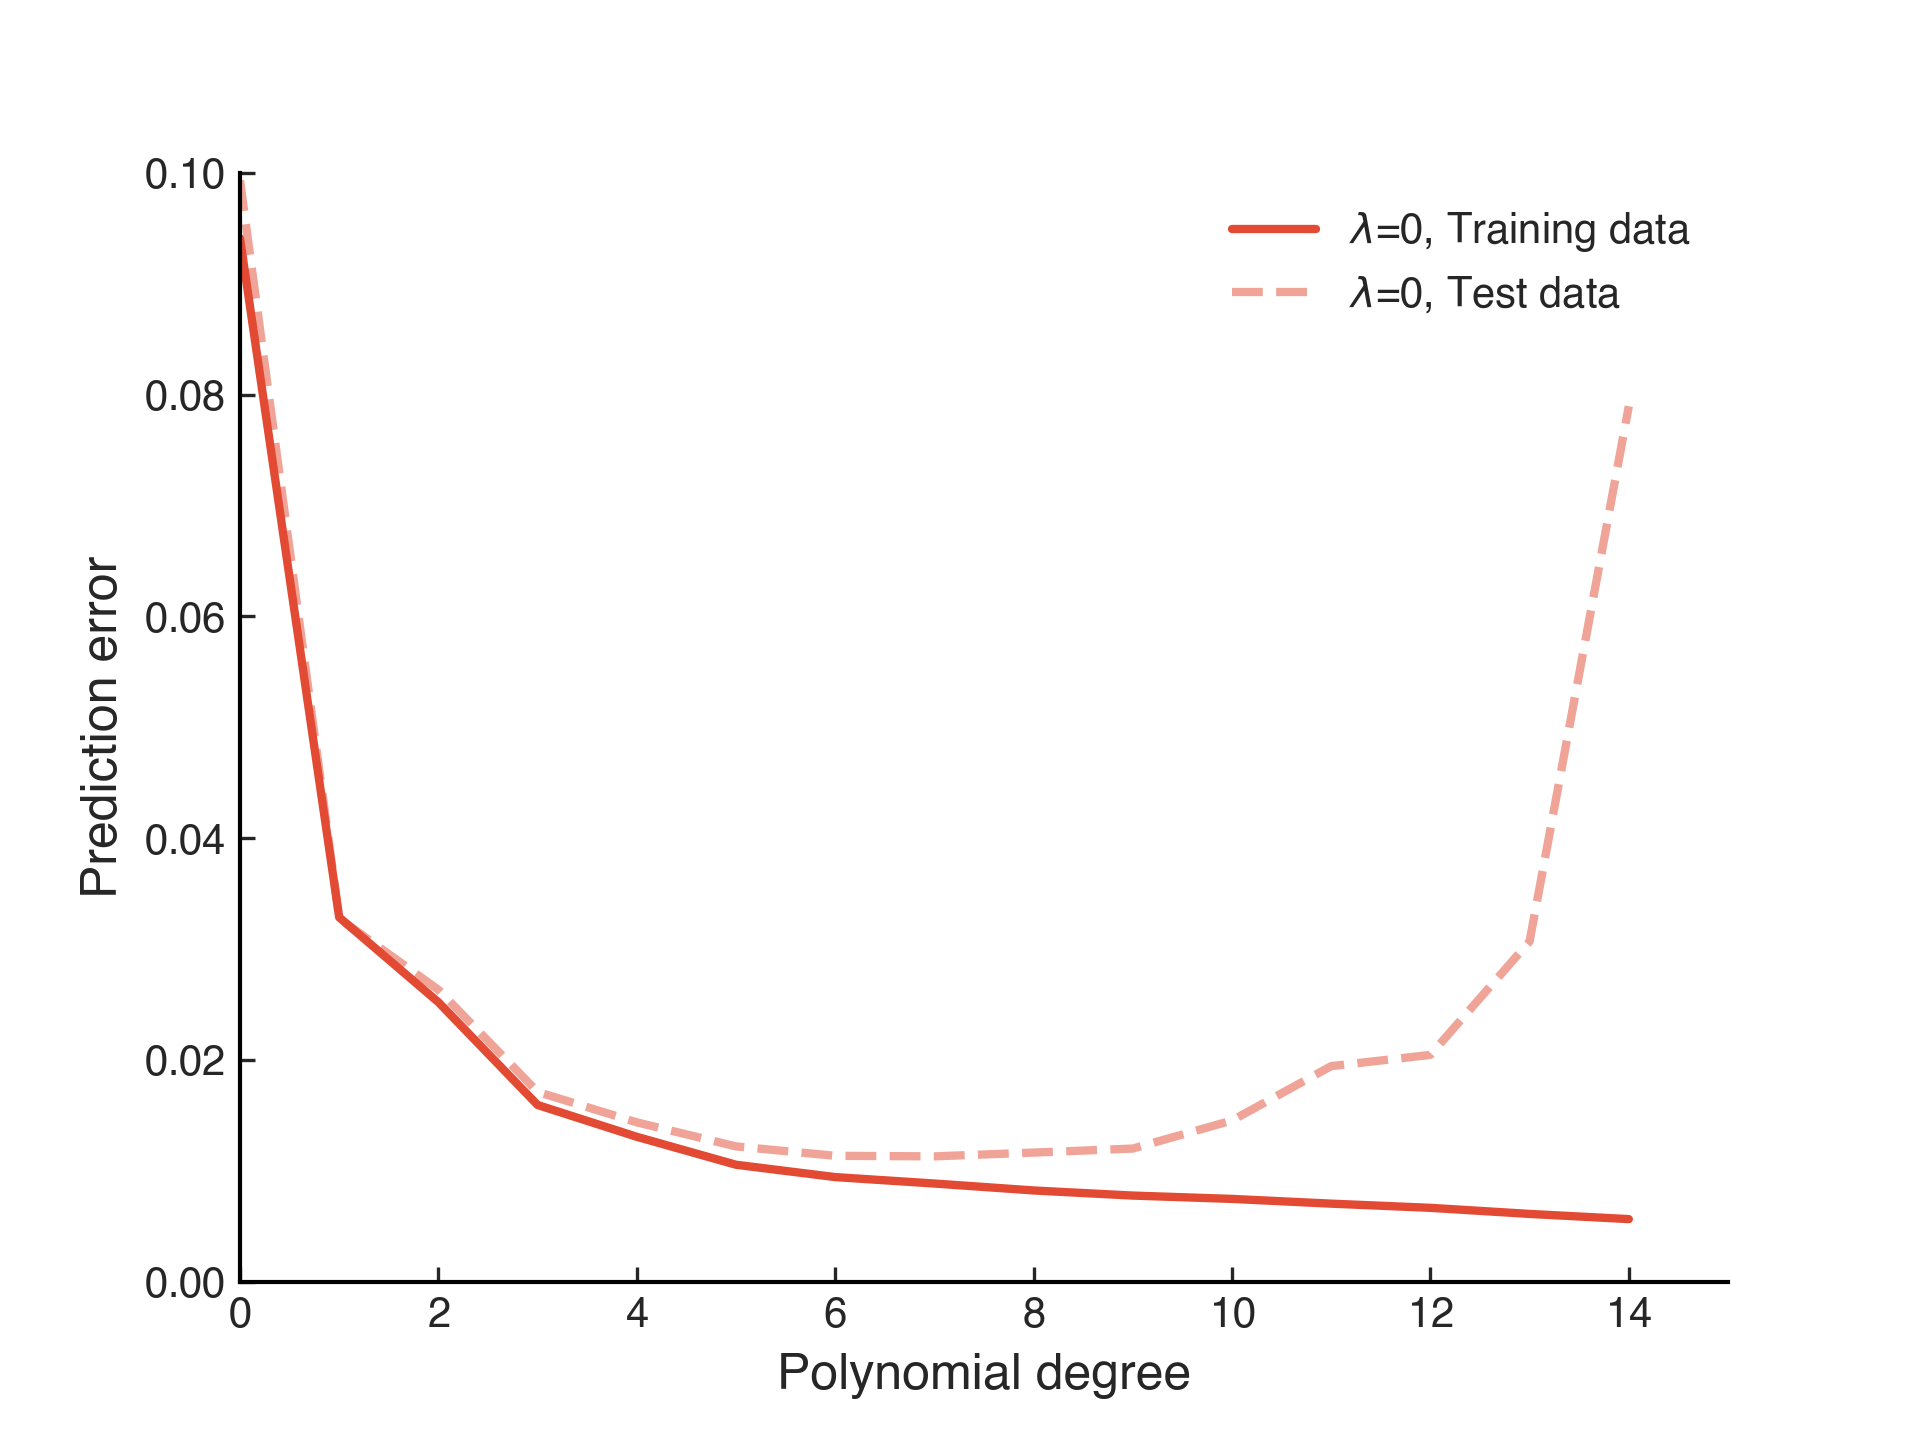 0.10
0.08
0.06
0.04
0.02
0.00
Prediction error
0 2 4 6 8 10 12 14
Polynomial degree
λ=0, Training data
λ=0, Test data